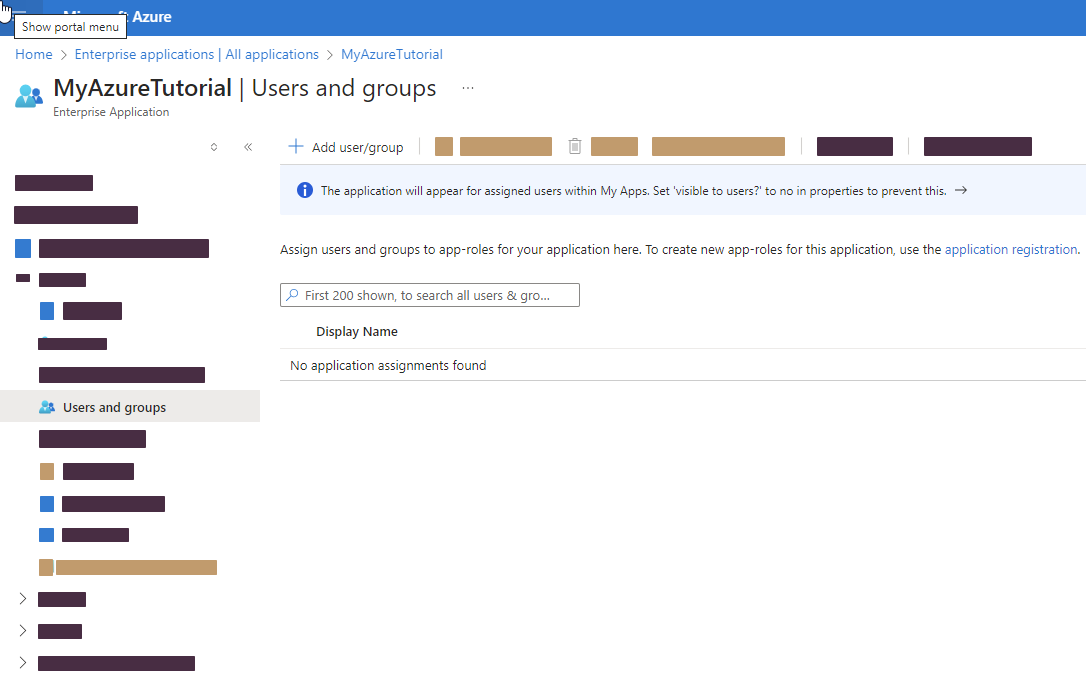 Azure
Show portal menu
Home > Enterprise applications | All applications > MyAzureTutorial
MyAzureTutorial | Users and groups ...
Enterprise Application
Add user/group
The application will appear for assigned users within My Apps. Set 'visible to users?' to no in properties to prevent this. →
Assign users and groups to app-roles for your application here. To create new app-roles for this application, use the application registration.
First 200 shown, to search all users & gro...
Display Name
No application assignments found
Users and groups